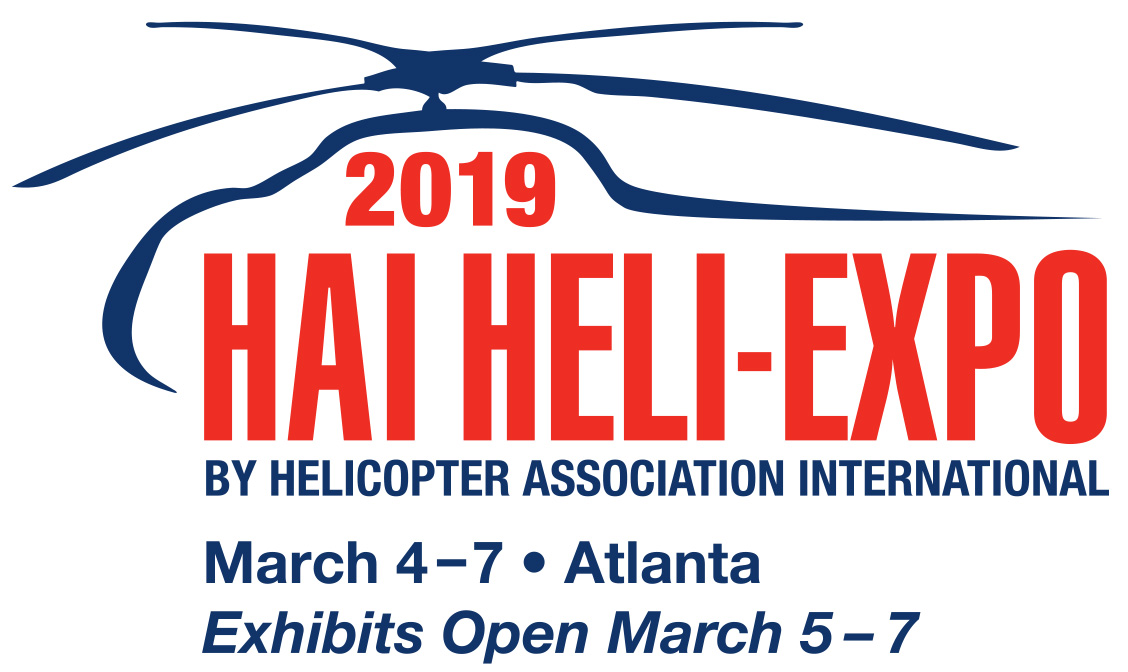 2019
HAI HELI-EXPO
BY HELICOPTER ASSOCIATION INTERNATIONAL
March 4–7 • Atlanta
Exhibits Open March 5–7